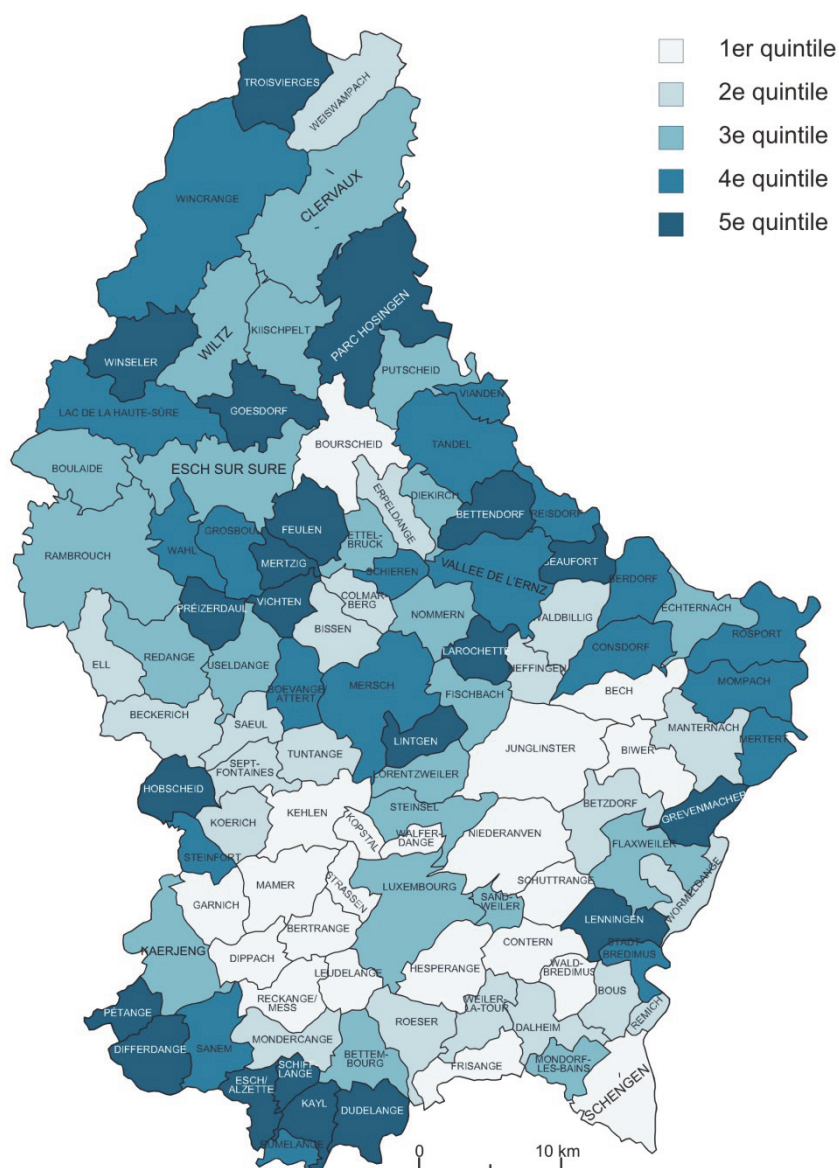 1er quintile
2e quintile
3e quintile
4e quintile
5e quintile
TROISVIERGES
WEISWAMPACH
WINCRANGE
CLERVAUX
PARC HOSINGEN
WILTZ
KIISCHPELT
WINSELER
PUTSCHEID
VIANDEN
LAC DE LA HAUTE-SÛRE
GOESDORF
BOURSCHEID
TANDEL
BOULAIDE
ESCH SUR SURE
ERPELDANGE
DIEKIRCH
BETTENDORF
REISDORF
FEULEN
GROSBOU
WAHL
ETTEL-
BRUCK
RAMBROUCH
MERTZIG
SCHIEREN
VALLEE DE L'ERNZ
BEAUFORT
BERDORF
PRÉIZERDAUL
VICHTEN
COLMAR-
BERG
BISSEN
NOMMERN
WALDBILLIG
ECHTERNACH
ROSPORT
ELL
REDANGE
USELDANGE
LAROCHETTE
HEFFINGEN
CONSDORF
BOEVANGE/
ATTERT
MERSCH
FISCHBACH
BECH
MOMPACH
BECKERICH
SAEUL
LINTGEN
JUNGLINSTER
BIWER
MANTERNACH
MERTERT
SEPT-
FONTAINES
TUNTANGE
LORENTZWEILER
HOBSCHEID
KOERICH
KEHLEN
KOPSTAL
STEINSEL
WALFER-
DANGE
NIEDERANVEN
BETZDORF
GREVENMACHER
FLAXWEILER
STEINFORT
MAMER
STRASSEN
LUXEMBOURG
SCHUTTRANGE
WORMELDANGE
GARNICH
SAND-
WEILER
LENNINGEN
BERTRANGE
CONTERN
STADT-
BREDIMUS
KAERJENG
DIPPACH
LEUDELANGE
HESPERANGE
WALD-
BREDIMUS
RECKANGE/
MESS
BOUS
REMICH
PÉTANGE
ROESER
WEILER-
LA-TOUR
DALHEIM
DIFFERDANGE
SANEM
MONDERCANGE
BETTEM-
BOURG
FRISANGE
MONDORF-
LES-BAINS
SCHENGEN
SCHIFF
LANGE
ESCH/
ALZETTE
KAYL
DUDELANGE
RUMELANGE
0 10 km